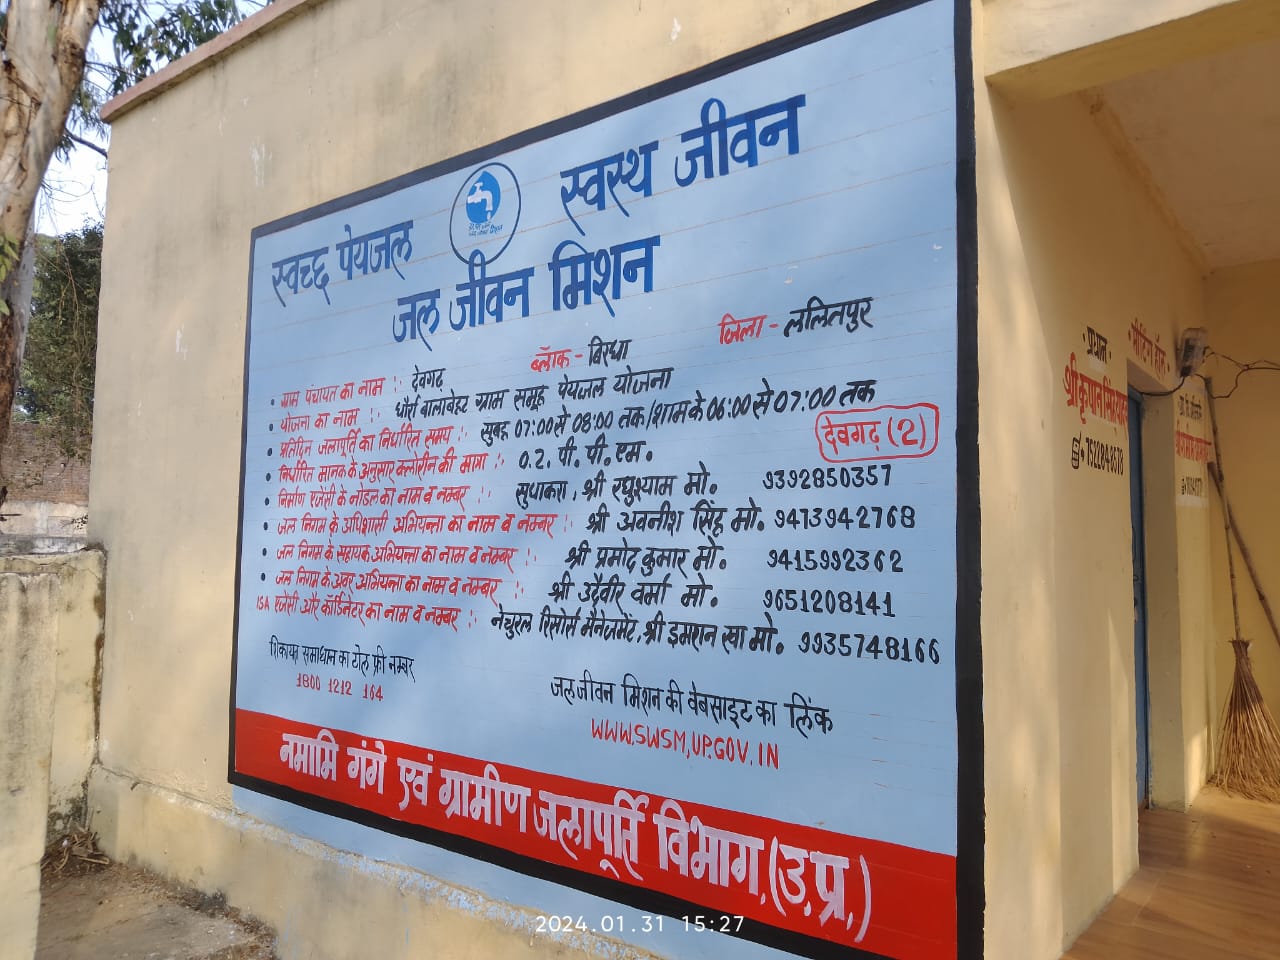 स्वच्छ पेयजल स्वस्थ जीवन
जल जीवन मिशन
ब्लॅाक - विरधा जिला - ललितपुर
• ग्राम पंचायत का नाम :- देवगढ़
• योजना का नाम :- धौर्रा बालाबेहट ग्राम समूह पेयजल योजना
• प्रतिदिन जलापूर्ति का निर्धारित समय :- सुबह 07:00 से 08:00 तक/शाम के 06:00 से 07:00 तक
• निर्धारित मानक के अनुसार क्लोरीन की मात्रा :- 0.2. पी. पी. एम.
देवगढ़ (2)
• निर्माण एजेंसी के नोडल का नाम व नम्बर :- सुधाकरा, श्री रघुश्याम मो. 9392850357
• जल निगम के अधिशासी अभियन्ता का नाम व नम्बर :- श्री अवनीश सिंह मो. 9473942768
• जल निगम के सहायक अभियन्ता का नाम व नम्बर :- श्री प्रमोद कुमार मो. 9415992362
• जल निगम के अवर अभियन्ता का नाम व नम्बर :- श्री उदैवीर वर्मा मो. 9651208141
ISA एजेंसी और कॉर्डिनेटर का नाम व नम्बर :- नेचुरल रिसोर्स मैनेजमेंट, श्री इमरान खा मो. 9935748166
शिकायत समाधान का टोल फ्री नम्बर
1800 1212 164
जल जीवन मिशन की वेबसाइट का लिंक
WWW.SWSM,UP.GOV.IN
नमामि गंगे एवं ग्रामीण जलापूर्ति विभाग,(उ.प्र.)
प्रधान
मीटिंग हॉल
2024.01.31 15:27